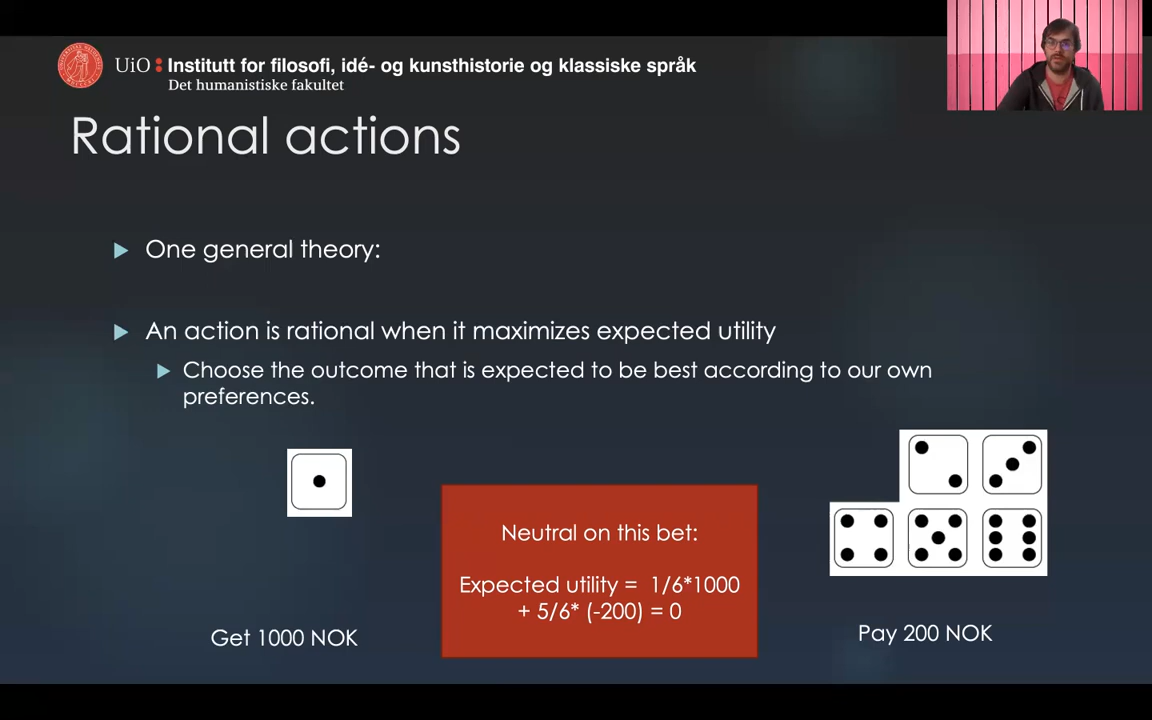 UiO : Institutt for filosofi, idé- og kunsthistorie og klassiske språk
Det humanistiske fakultet
Rational actions
One general theory:
An action is rational when it maximizes expected utility
Choose the outcome that is expected to be best according to our own
preferences.
Neutral on this bet:
Expected utility = 1/6*1000
+ 5/6* (-200) = 0
Get 1000 NOK
Pay 200 NOK